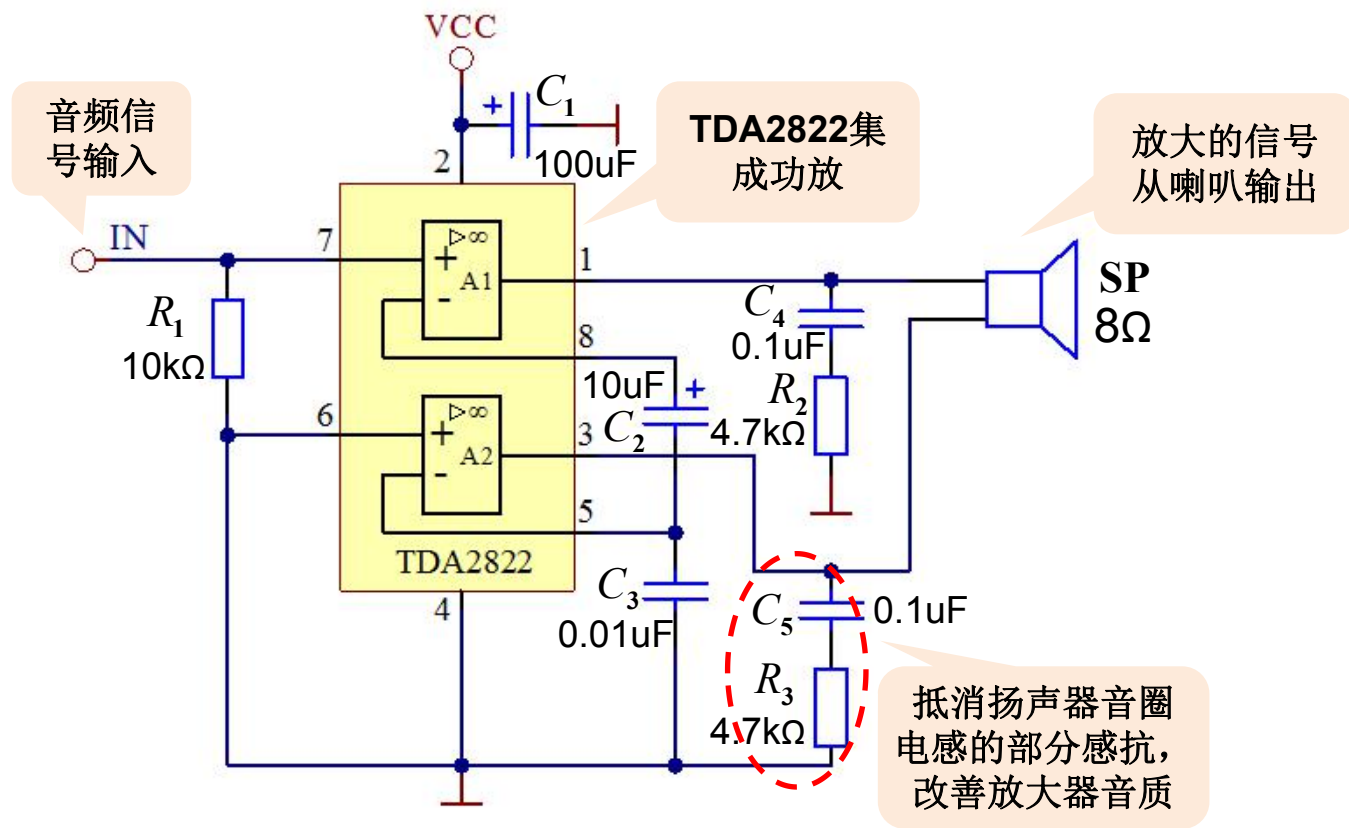 VCC
音频信
号输入
C1
100uF
TDA2822集
成功放
放大的信号
从喇叭输出
2
IN
7
▷∞
+
A1
-
1
SP
8Ω
R1
10kΩ
8
C4
0.1uF
10uF
+
C2
R2
4.7kΩ
6
▷∞
+
A2
-
3
5
TDA2822
4
C3
0.01uF
C5
0.1uF
R3
4.7kΩ
抵消扬声器音圈
电感的部分感抗，
改善放大器音质
+